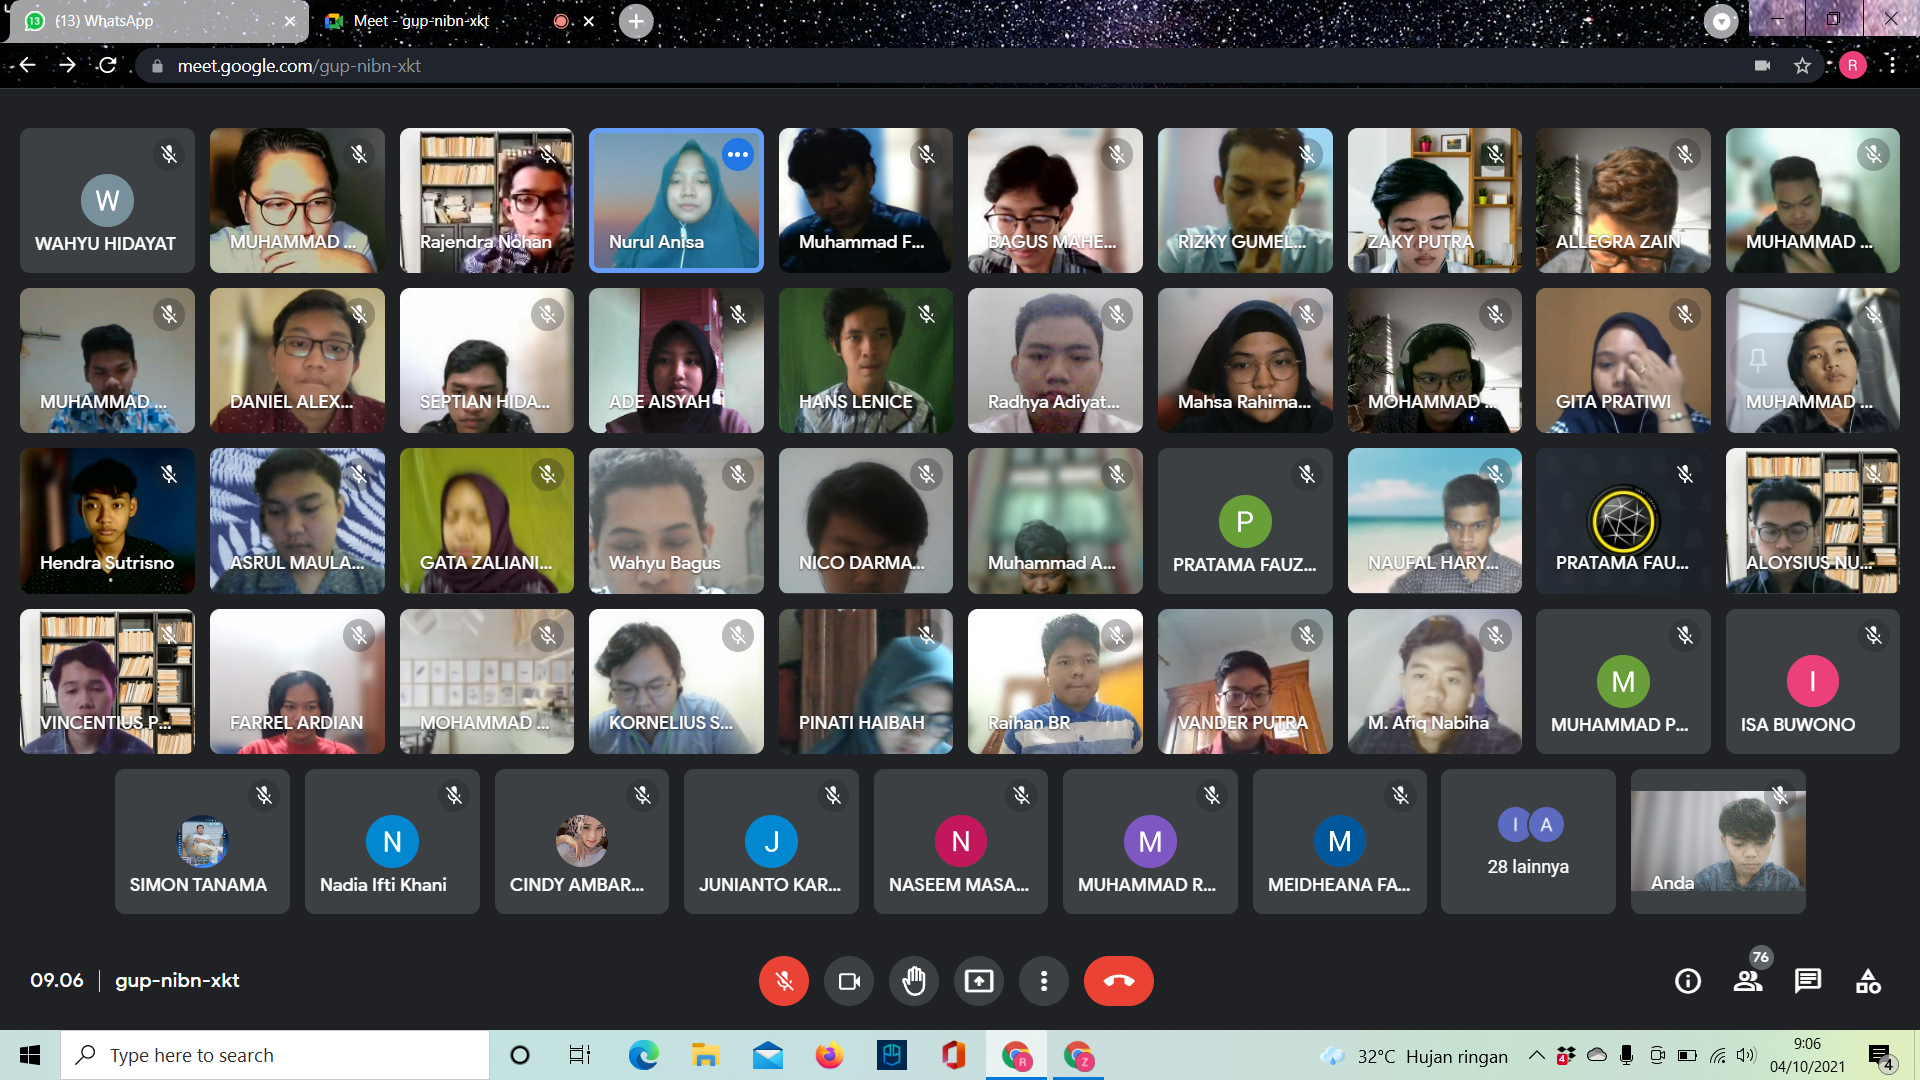 (13) WhatsApp
Meet - gup-nibn-xkt
meet.google.com/gup-nibn-xkt
R
W
WAHYU HIDAYAT
MUHAMMAD ...
Rajendra Nohan
Nurul Anisa
Muhammad F...
BAGUS MAHE...
RIZKY GUMEL...
ZAKY PUTRA
ALLEGRA ZAIN
MUHAMMAD ...
MUHAMMAD ...
DANIEL ALEX...
SEPTIAN HIDA...
ADE AISYAH
HANS LENICE
Radhya Adiyat...
Mahsa Rahima...
MOHAMMAD ...
GITA PRATIWI
MUHAMMAD ...
Hendra Sutrisno
ASRUL MAULA...
GATA ZALIANI...
Wahyu Bagus
NICO DARMA...
Muhammad A...
P
PRATAMA FAUZ...
NAUFAL HARY...
PRATAMA FAU...
ALOYSIUS NU...
VINCENTIUS P...
FARREL ARDIAN
MOHAMMAD ...
KORNELIUS S...
PINATI HAIBAH
Raihan BR
VANDER PUTRA
M. Afiq Nabiha
M
MUHAMMAD P...
I
ISA BUWONO
SIMON TANAMA
N
Nadia Ifti Khani
CINDY AMBAR...
J
JUNIANTO KAR...
N
NASEEM MASA...
M
MUHAMMAD R...
M
MEIDHEANA FA...
I A
28 lainnya
Anda
09.06 | gup-nibn-xkt
76
Type here to search
32°C Hujan ringan
9:06
04/10/2021
4